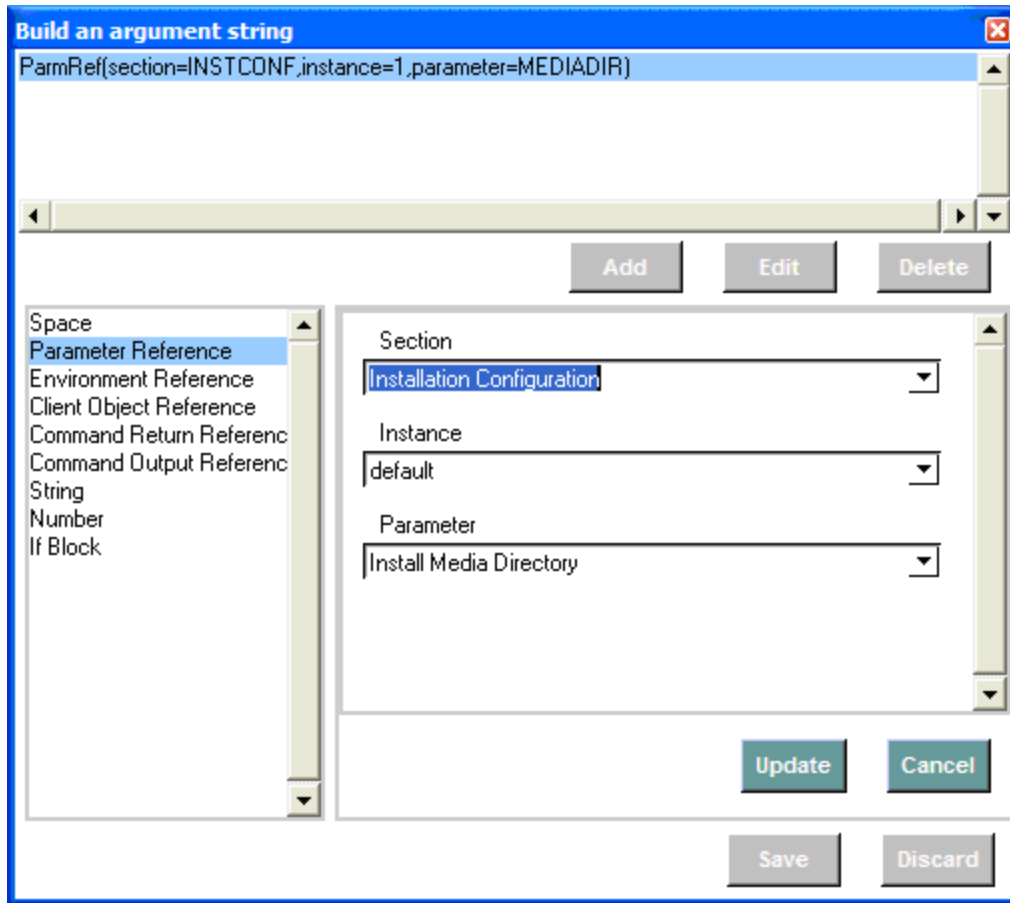 Build an argument string
ParmRef(section=INSTCONF,instance=1,parameter=MEDIADIR)
Add Edit Delete
Space
Parameter Reference
Environment Reference
Client Object Reference
Command Return Referenc
Command Output Referenc
String
Number
If Block
Section
Installation Configuration
Instance
default
Parameter
Install Media Directory
Update Cancel
Save Discard